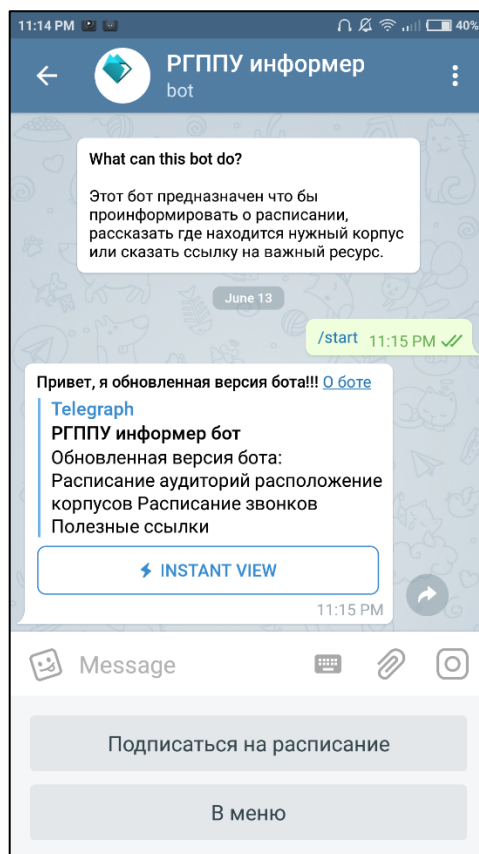 11:14 PM 40%
РГППУ информер
bot
What can this bot do?
Этот бот предназначен что бы
проинформировать о расписании,
рассказать где находится нужный корпус
или сказать ссылку на важный ресурс.
June 13
/start 11:15 PM
Привет, я обновленная версия бота!!! О боте
Telegraph
РГППУ информер бот
Обновленная версия бота:
Расписание аудиторий расположение
корпусов Расписание звонков
Полезные ссылки
INSTANT VIEW
11:15 PM
Message
Подписаться на расписание
В меню